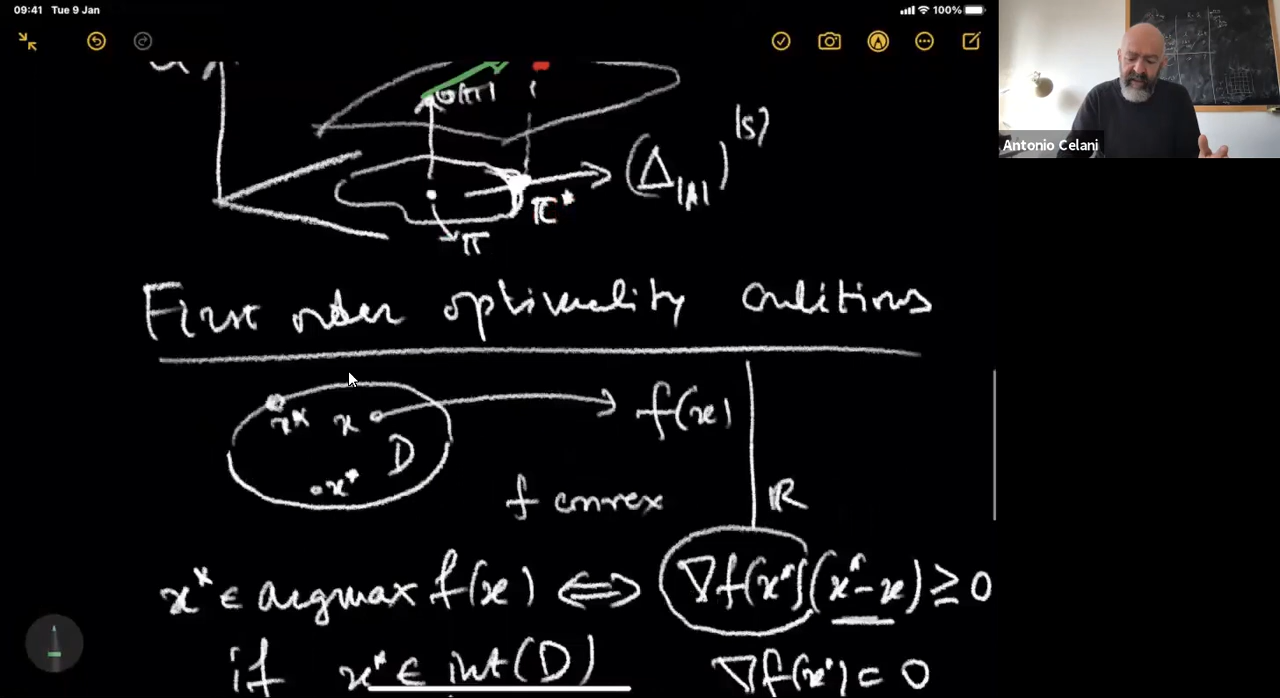 09:41 Tue 9 Jan
100%
Antonio Celani
|S|
(Δ|A|)
π*
π
First order optimality conditions
x* x D f(x)
x*
f convex
ℝ
x* ∈ argmax f(x) ⟺ ∇f(x*)(x*-x) ≥ 0
if x* ∈ int(D) ∇f(x*) = 0